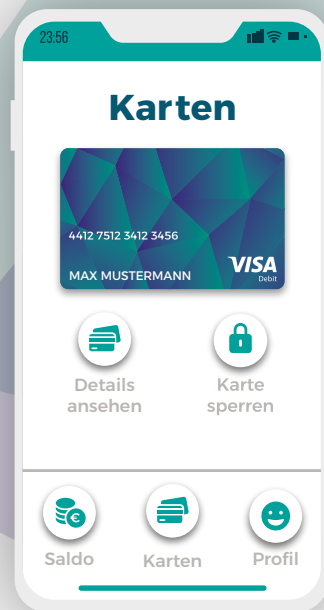 23:56
Karten
4412 7512 3412 3456
MAX MUSTERMANN
VISA
Debit
Details
ansehen
Karte
sperren
Saldo
Karten
Profil